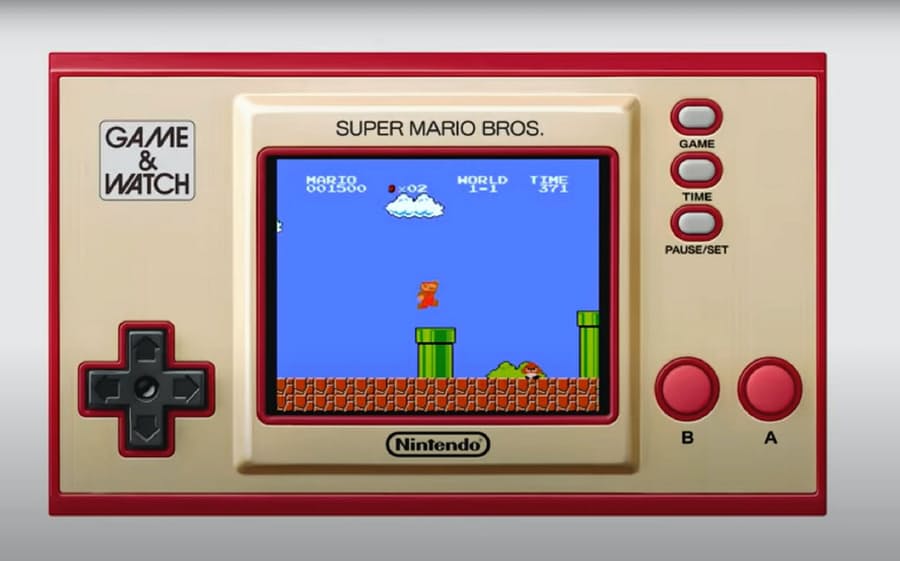 GAME
&
WATCH
SUPER MARIO BROS.
MARIO WORLD TIME
001500 ×02 1-1 371
GAME
TIME
PAUSE/SET
Nintendo®
B A